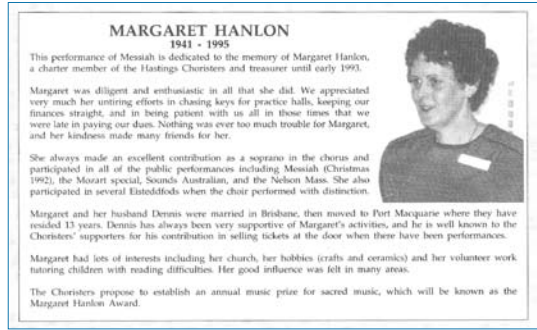 MARGARET HANLON
1941 - 1995
This performance of Messiah is dedicated to the memory of Margaret Hanlon,
a charter member of the Hastings Choristers and treasurer until early 1993.
Margaret was diligent and enthusiastic in all that she did. We appreciated
very much her untiring efforts in chasing keys for practice halls, keeping our
finances straight, and in being patient with us all in those times that we
were late in paying our dues. Nothing was ever too much trouble for Margaret,
and her kindness made many friends for her.
She always made an excellent contribution as a soprano in the chorus and
participated in all of the public performances including Messiah (Christmas
1992), the Mozart special, Sounds Australian, and the Nelson Mass. She also
participated in several Eisteddfods when the choir performed with distinction.
Margaret and her husband Dennis were married in Brisbane, then moved to Port Macquarie where they have
resided 13 years. Dennis has always been very supportive of Margaret's activities, and he is well known to the
Choristers' supporters for his contribution in selling tickets at the door when there have been performances.
Margaret had lots of interests including her church, her hobbies (crafts and ceramics) and her volunteer work
tutoring children with reading difficulties. Her good influence was felt in many areas.
The Choristers propose to establish an annual music prize for sacred music, which will be known as the
Margaret Hanlon Award.